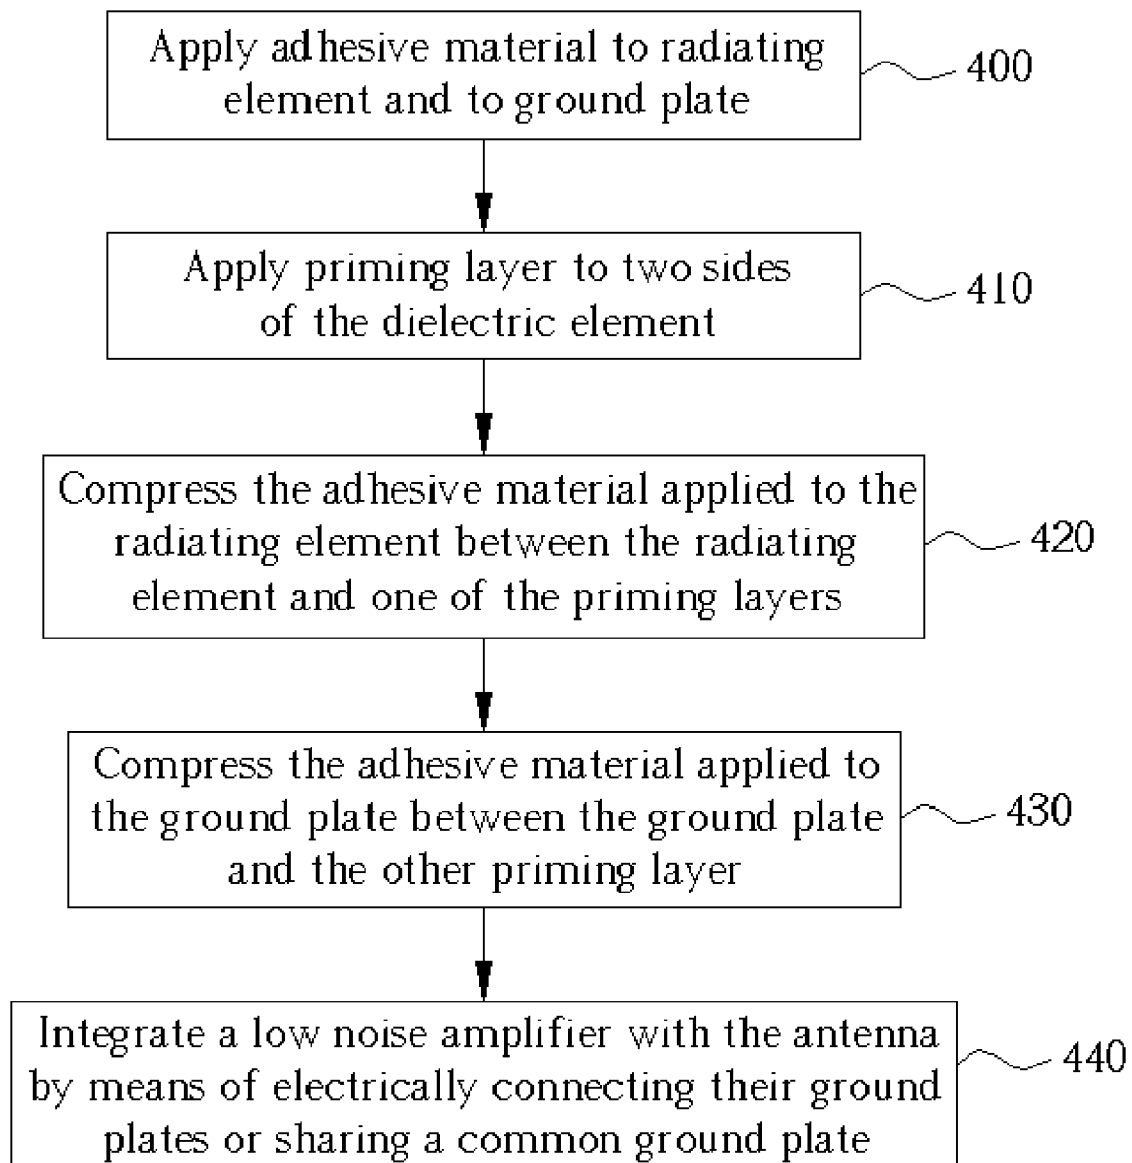 Apply adhesive material to radiating
element and to ground plate
400
Apply priming layer to two sides
of the dielectric element
410
Compress the adhesive material applied to the
radiating element between the radiating
element and one of the priming layers
420
Compress the adhesive material applied to
the ground plate between the ground plate
and the other priming layer
430
Integrate a low noise amplifier with the antenna
by means of electrically connecting their ground
plates or sharing a common ground plate
440